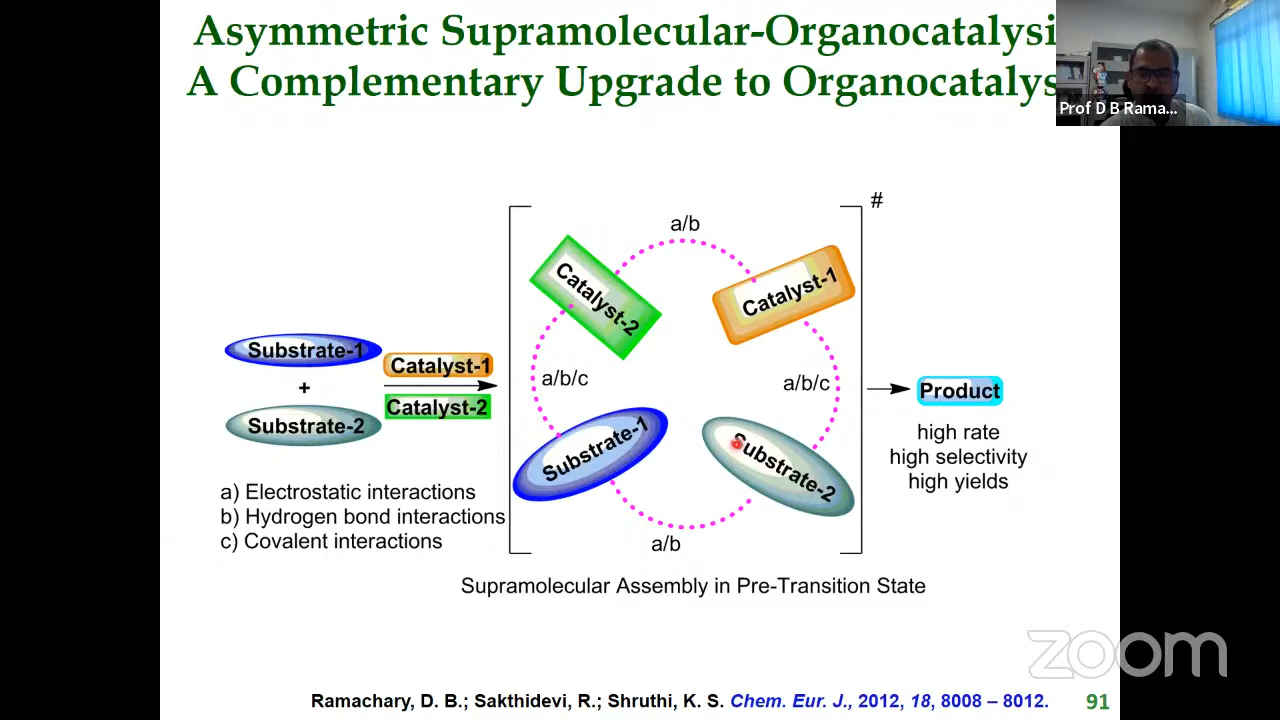 Asymmetric Supramolecular-Organocatalysi
A Complementary Upgrade to Organocatalys
Prof D B Rama...
#
a/b
Catalyst-2
Catalyst-1
Substrate-1
+
Substrate-2
Catalyst-1
Catalyst-2
a/b/c
a/b/c
Product
high rate
high selectivity
high yields
Substrate-1
Substrate-2
a) Electrostatic interactions
b) Hydrogen bond interactions
c) Covalent interactions
a/b
Supramolecular Assembly in Pre-Transition State
zoom
Ramachary, D. B.; Sakthidevi, R.; Shruthi, K. S. Chem. Eur. J., 2012, 18, 8008 – 8012.
91